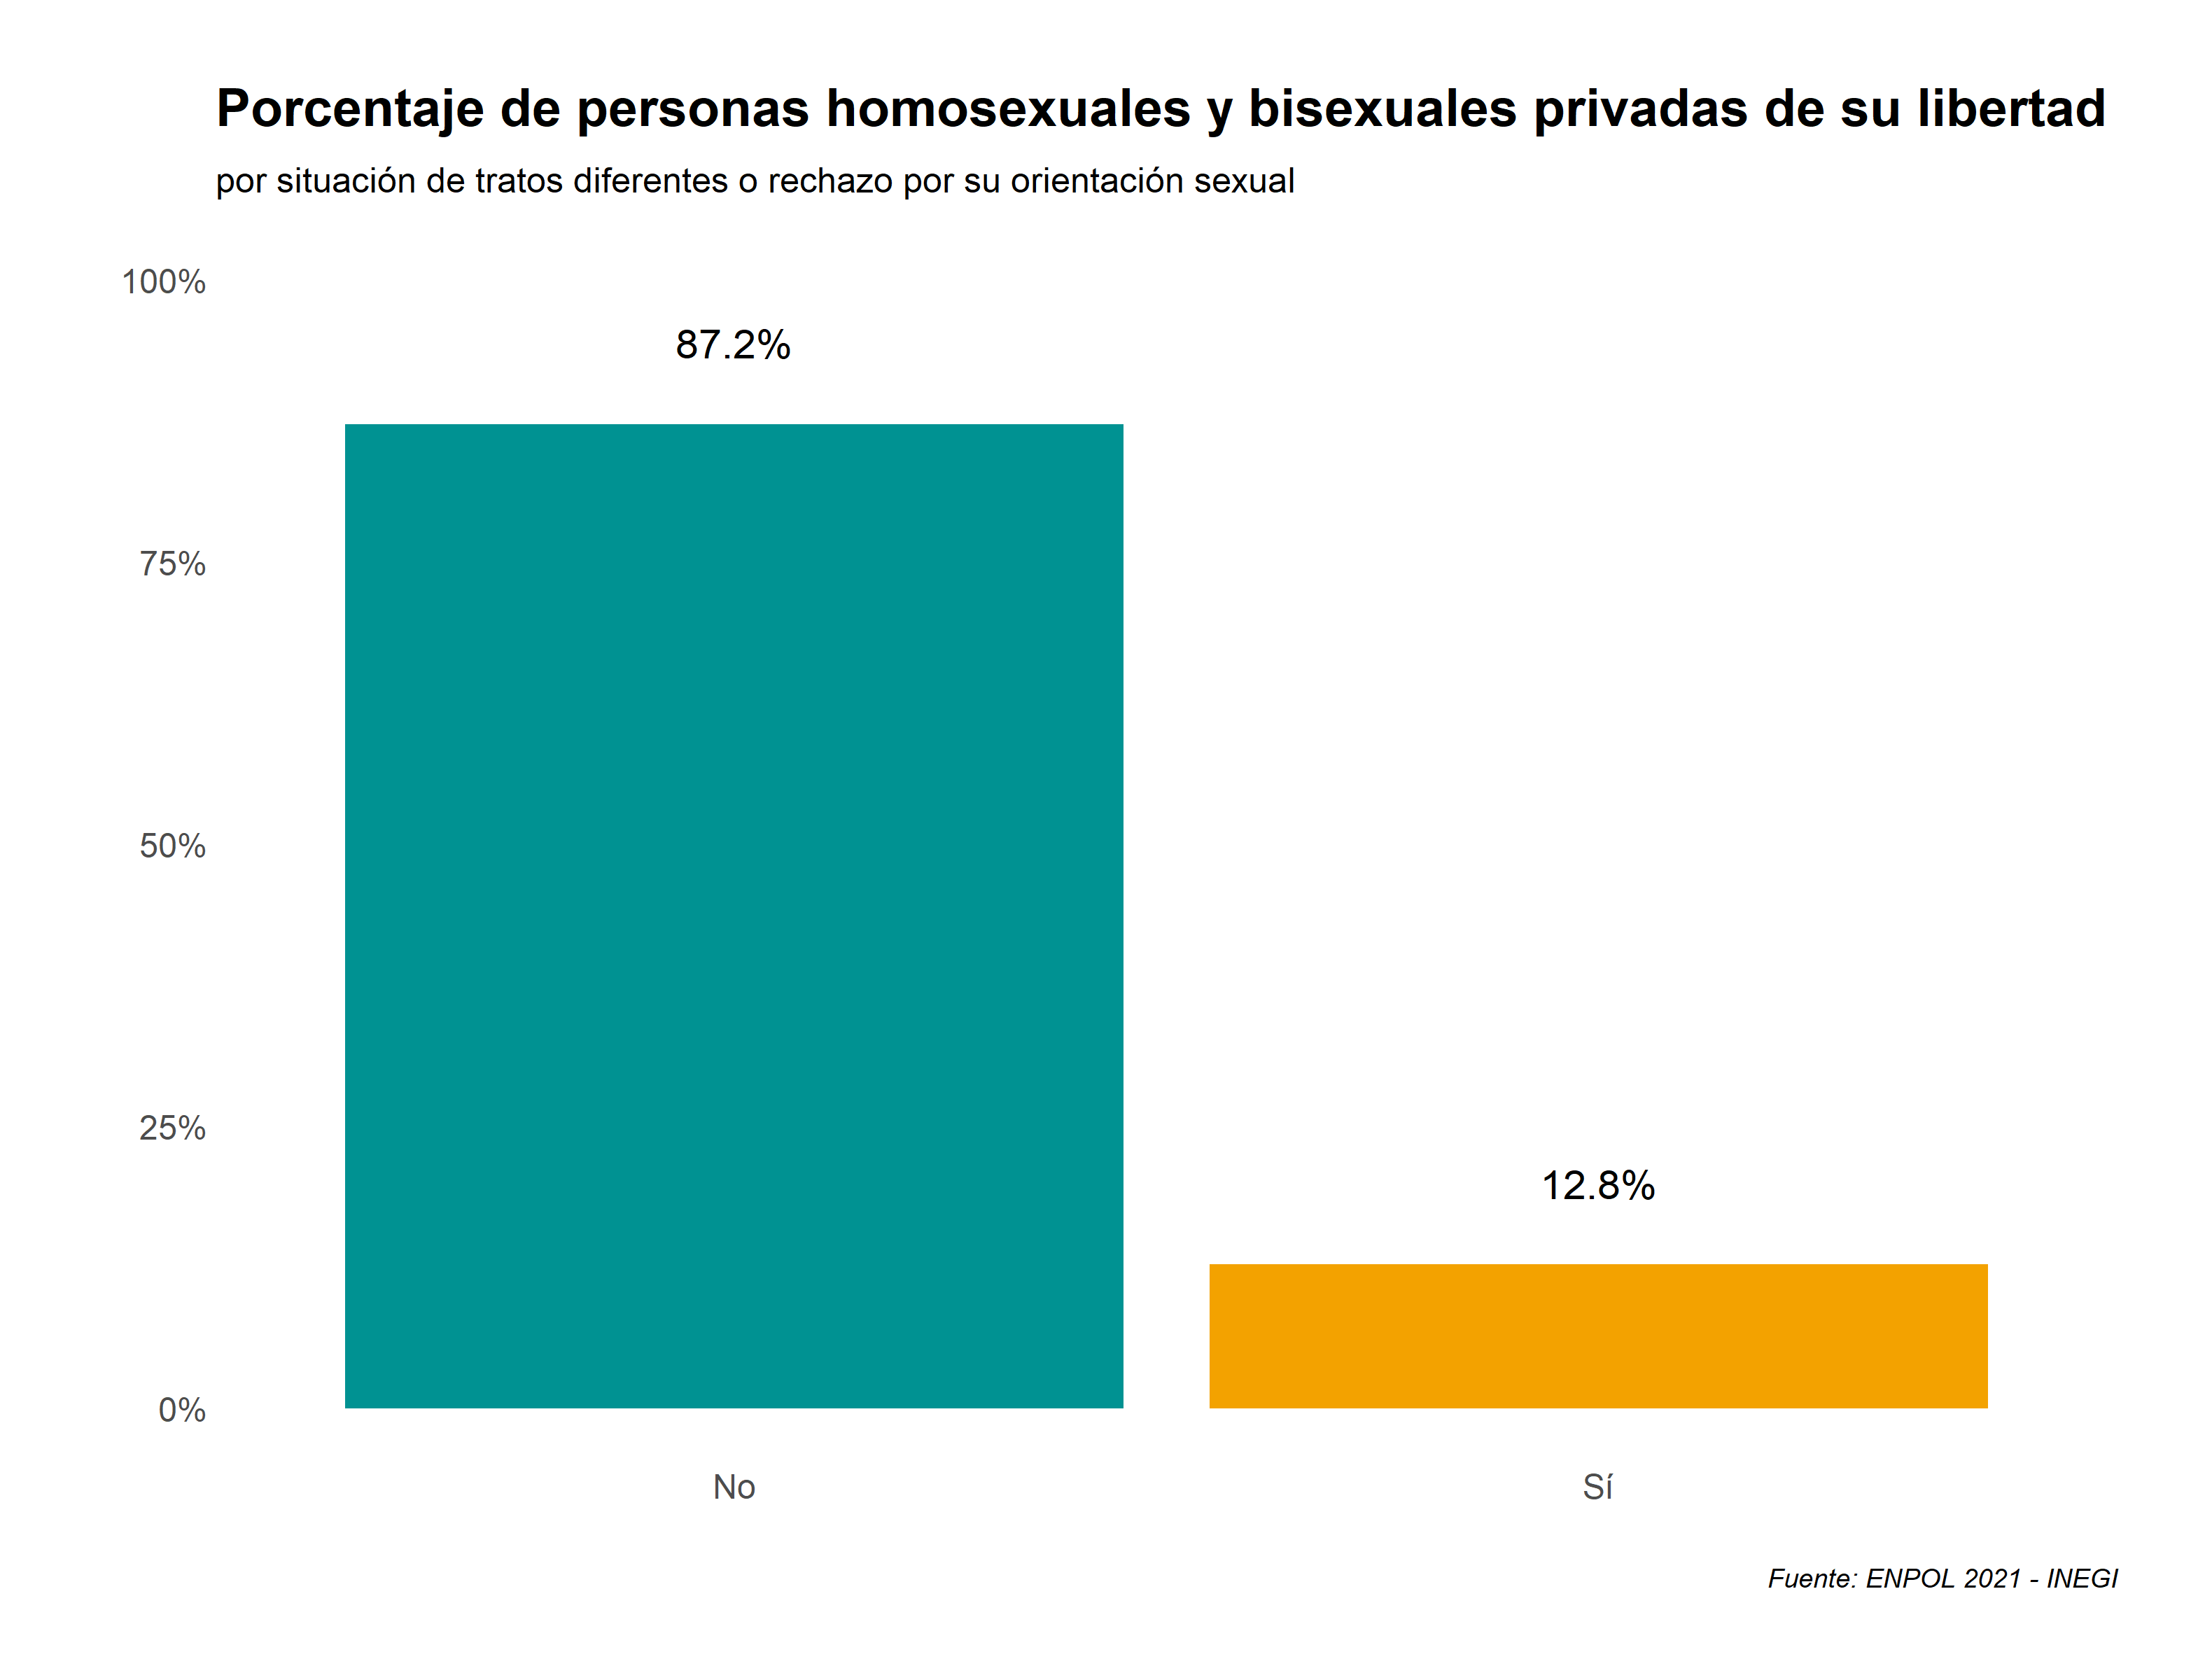 Porcentaje de personas homosexuales y bisexuales privadas de su libertad
por situación de tratos diferentes o rechazo por su orientación sexual
100%
87.2%
75%
50%
25%
12.8%
0%
No
Sí
Fuente: ENPOL 2021 - INEGI